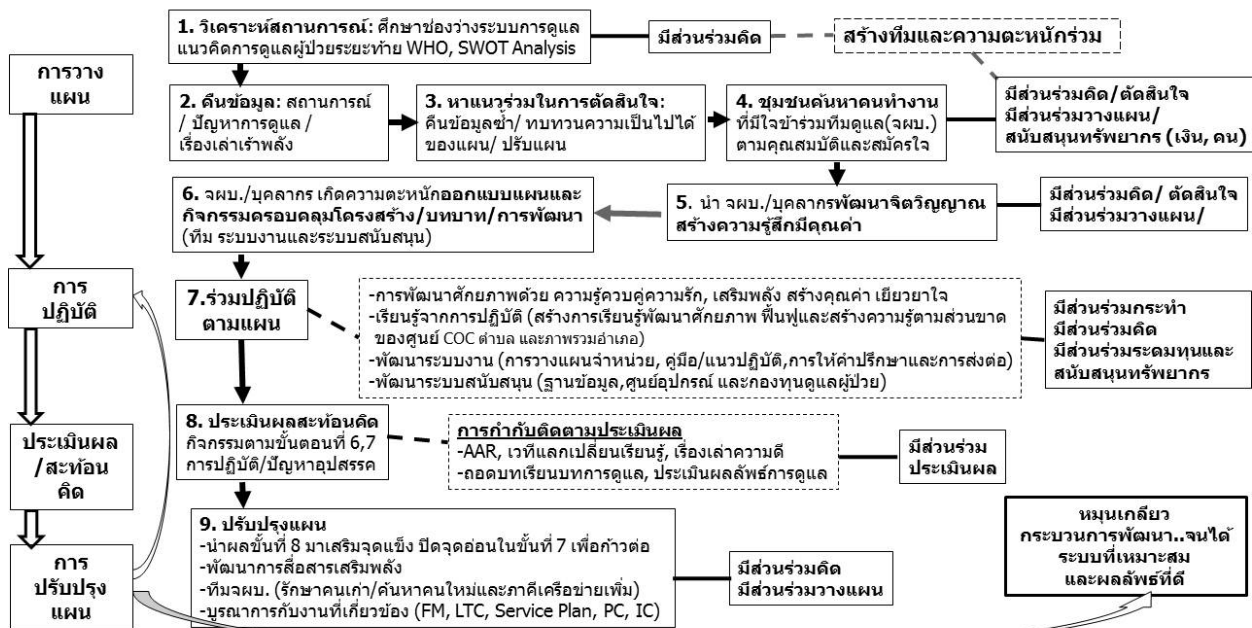 การวาง
แผน
1. วิเคราะห์สถานการณ์: ศึกษาช่องว่างระบบการดูแล
แนวคิดการดูแลผู้ป่วยระยะท้าย WHO, SWOT Analysis
มีส่วนร่วมคิด
สร้างทีมและความตะหนักร่วม
2. คืนข้อมูล: สถานการณ์
/ ปัญหาการดูแล /
เรื่องเล่าเร้าพลัง
3. หาแนวร่วมในการตัดสินใจ:
คืนข้อมูลซ้ำ/ ทบทวนความเป็นไปได้
ของแผน/ ปรับแผน
4. ชุมชนค้นหาคนทำงาน
ที่มีใจเข้าร่วมทีมดูแล(จผบ.)
ตามคุณสมบัติและสมัครใจ
มีส่วนร่วมคิด/ตัดสินใจ
มีส่วนร่วมวางแผน/
สนับสนุนทรัพยากร (เงิน, คน)
6. จผบ./บุคลากร เกิดความตะหนักออกแบบแผนและ
กิจกรรมครอบคลุมโครงสร้าง/บทบาท/การพัฒนา
(ทีม ระบบงานและระบบสนับสนุน)
5. นำ จผบ./บุคลากรพัฒนาจิตวิญญาณ
สร้างความรู้สึกมีคุณค่า
มีส่วนร่วมคิด/ ตัดสินใจ
มีส่วนร่วมวางแผน/
การ
ปฏิบัติ
7.ร่วมปฏิบัติ
ตามแผน
-การพัฒนาศักยภาพด้วย ความรู้ควบคู่ความรัก, เสริมพลัง สร้างคุณค่า เยียวยาใจ
-เรียนรู้จากการปฏิบัติ (สร้างการเรียนรู้พัฒนาศักยภาพ ฟื้นฟูและสร้างความรู้ตามส่วนขาด
ของศูนย์ COC ตำบล และภาพรวมอำเภอ)
-พัฒนาระบบงาน (การวางแผนจำหน่วย, คู่มือ/แนวปฏิบัติ,การให้คำปรึกษาและการส่งต่อ)
-พัฒนาระบบสนับสนุน (ฐานข้อมูล,ศูนย์อุปกรณ์ และกองทุนดูแลผู้ป่วย)
มีส่วนร่วมกระทำ
มีส่วนร่วมคิด
มีส่วนร่วมระดมทุนและ
สนับสนุนทรัพยากร
ประเมินผล
/สะท้อน
คิด
8. ประเมินผลสะท้อนคิด
กิจกรรมตามขั้นตอนที่ 6,7
การปฏิบัติ/ปัญหาอุปสรรค
การกำกับติดตามประเมินผล
-AAR, เวทีแลกเปลี่ยนเรียนรู้, เรื่องเล่าความดี
-ถอดบทเรียนบทการดูแล, ประเมินผลลัพธ์การดูแล
มีส่วนร่วม
ประเมินผล
การ
ปรับปรุง
แผน
9. ปรับปรุงแผน
-นำผลขั้นที่ 8 มาเสริมจุดแข็ง ปิดจุดอ่อนในขั้นที่ 7 เพื่อก้าวต่อ
-พัฒนาการสื่อสารเสริมพลัง
-ทีมจผบ. (รักษาคนเก่า/ค้นหาคนใหม่และภาคีเครือข่ายเพิ่ม)
-บูรณาการกับงานที่เกี่ยวข้อง (FM, LTC, Service Plan, PC, IC)
มีส่วนร่วมคิด
มีส่วนร่วมวางแผน
หมุนเกลียว
กระบวนการพัฒนา..จนได้
ระบบที่เหมาะสม
และผลลัพธ์ที่ดี